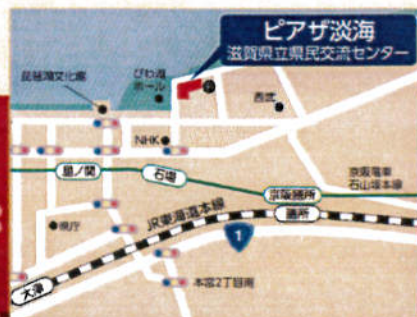 ピアザ淡海
滋賀県立県民交流センター
琵琶湖文化館
びわ湖
ホール
西武
NHK
島ノ関
石場
京阪膳所
京阪電車
石山坂本線
県庁
JR東海道本線
膳所
1
大津
本宮2丁目南